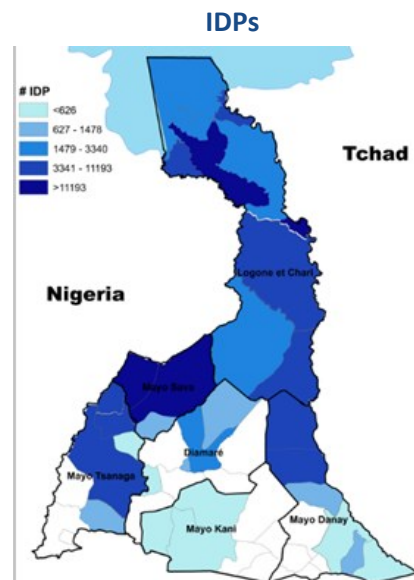 IDPs
# IDP
<626
627 - 1478
1479 - 3340
3341 - 11193
>11193
Tchad
Nigeria
Logone et Chari
Mayo Sava
Diamaré
Mayo Tsanaga
Mayo Kani
Mayo Danay